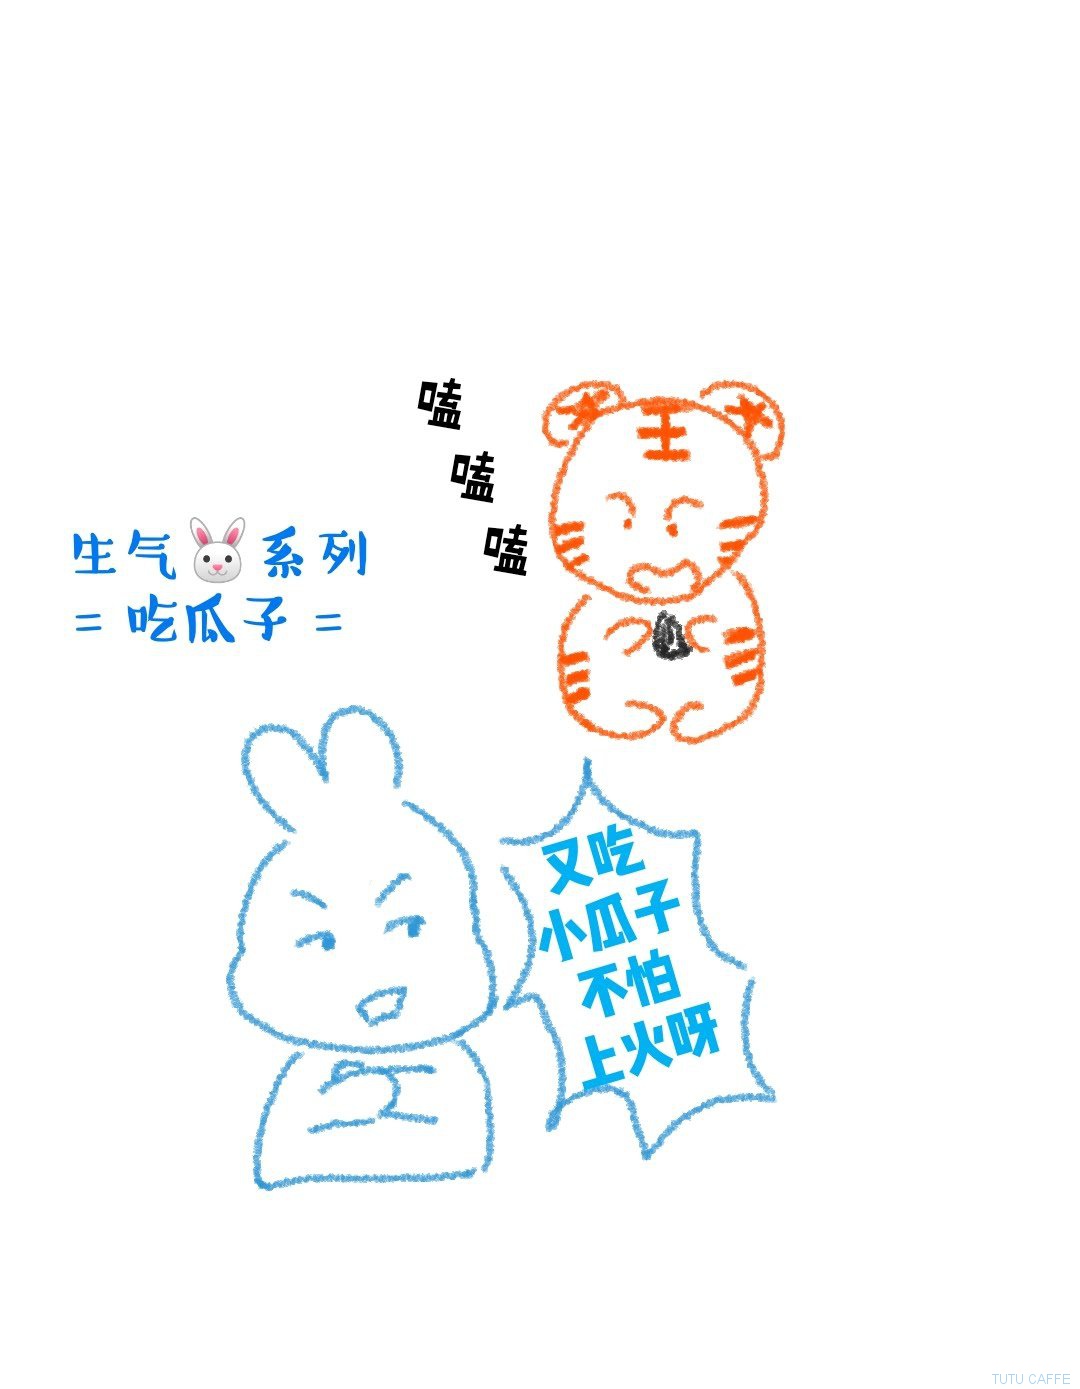 嗑
嗑
嗑
生气🐰系列
= 吃瓜子 =
王
又吃
小瓜子
不怕
上火呀
TUTU CAFFE